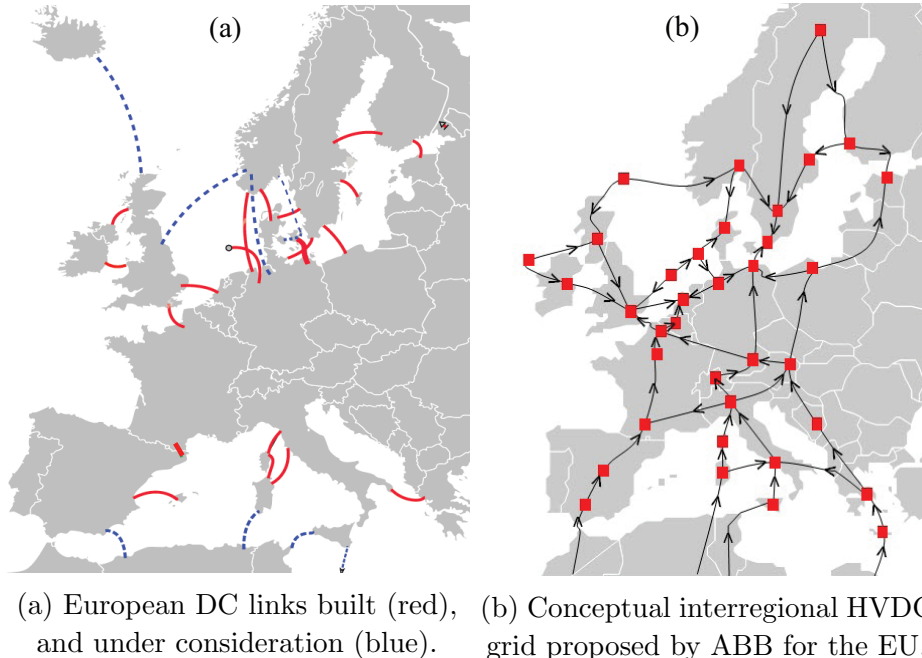 (a)
(b)
(a) European DC links built (red),
and under consideration (blue).
(b) Conceptual interregional HVDC
grid proposed by ABB for the EU